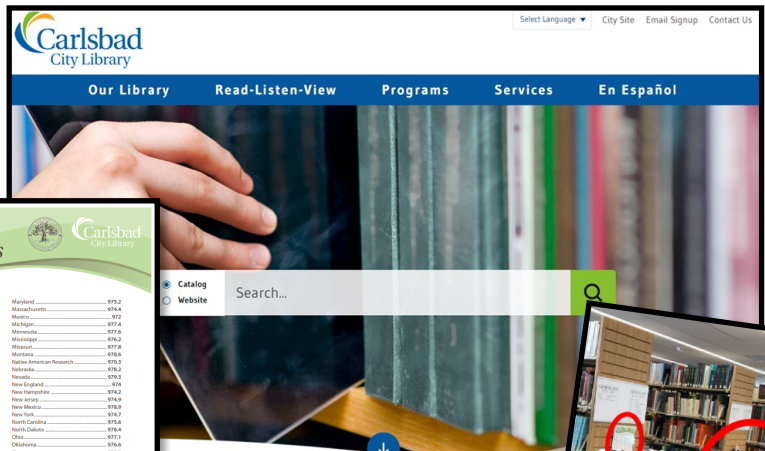 Carlsbad
City Library
Select Language ▼ City Site Email Signup Contact Us
Our Library Read-Listen-View Programs Services En Español
Catalog
Website
Search...
Carlsbad
City Library
Maryland 975.2
Massachusetts 974.4
Mexico 972
Michigan 977.4
Minnesota 977.6
Mississippi 976.2
Missouri 977.8
Montana 978.6
Native American Research 970.3
Nebraska 978.2
Nevada 979.3
New England 974
New Hampshire 974.2
New Jersey 974.9
New Mexico 978.9
New York 974.7
North Carolina 975.6
North Dakota 978.4
Ohio 977.1
Oklahoma 976.6